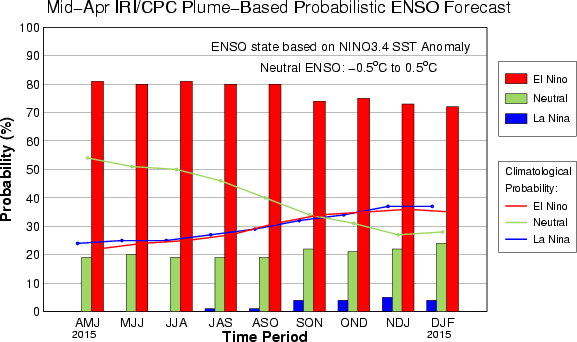 Mid-Apr IRI/CPC Plume-Based Probabilistic ENSO Forecast
ENSO state based on NINO3.4 SST Anomaly
Neutral ENSO: -0.5°C to 0.5°C
Probability (%)
100
90
80
70
60
50
40
30
20
10
0
AMJ MJJ JJA JAS ASO SON OND NDJ DJF
2015 2015
Time Period
El Nino
Neutral
La Nina
Climatological
Probability:
El Nino
Neutral
La Nina